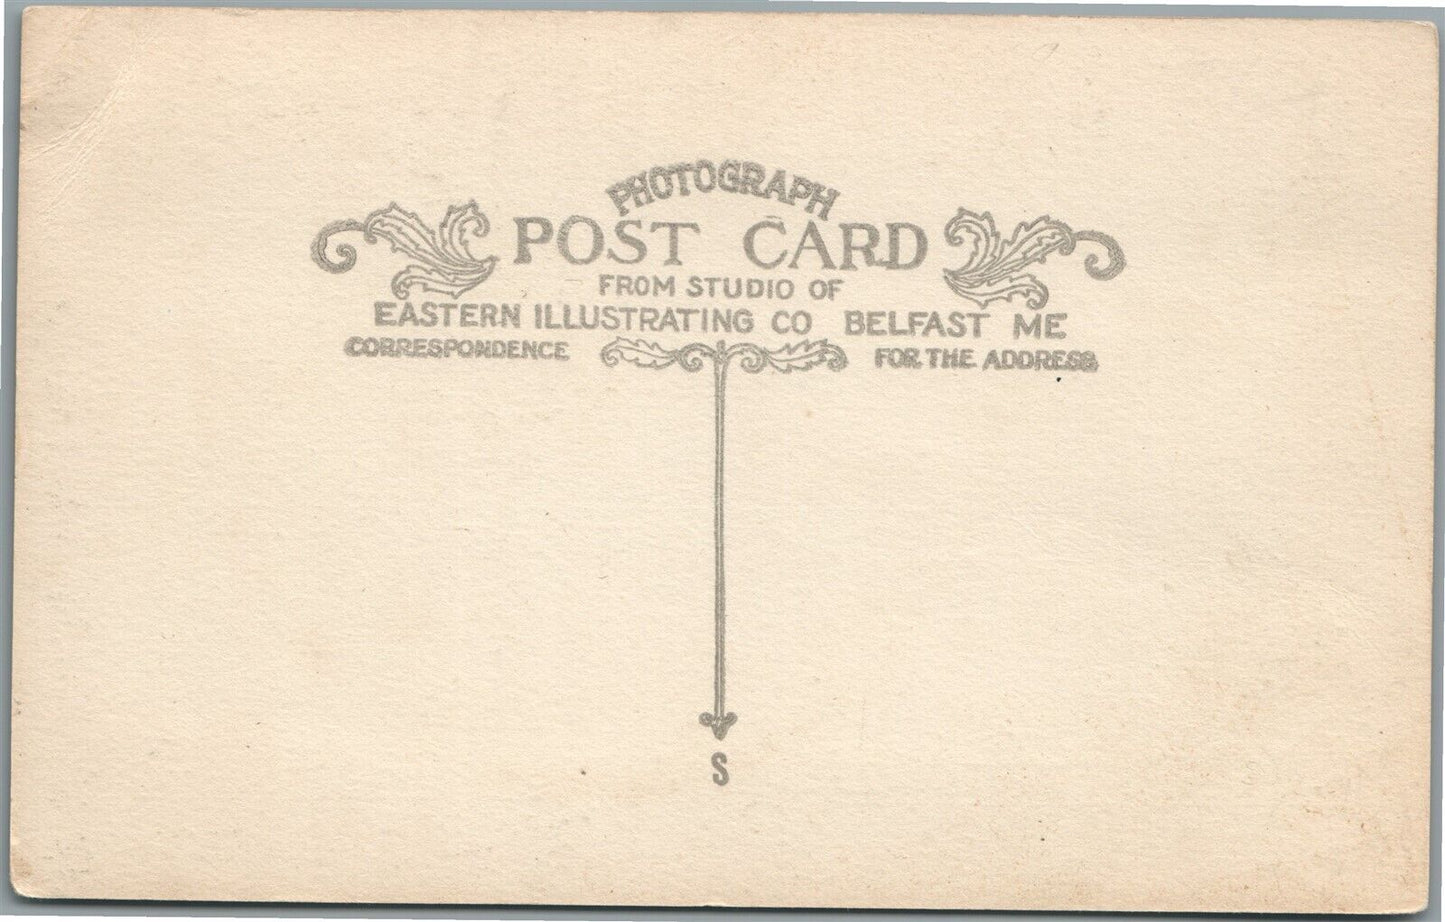 PHOTOGRAPH
POST CARD
FROM STUDIO OF
EASTERN ILLUSTRATING CO BELFAST ME
CORRESPONDENCE FOR THE ADDRESS
S